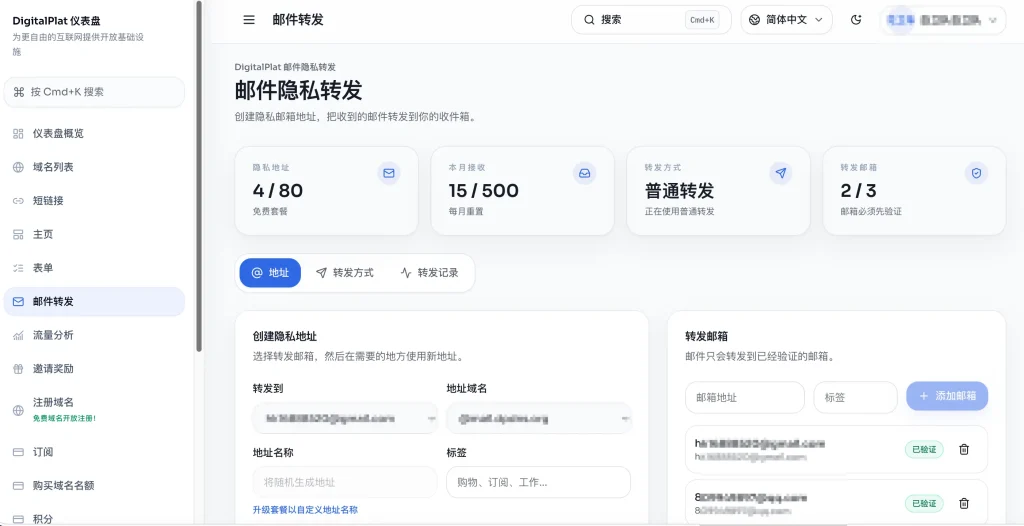 DigitalPlat 仪表盘
为更自由的互联网提供开放基础设
施
按 Cmd+K 搜索
仪表盘概览
域名列表
短链接
主页
表单
邮件转发
流量分析
邀请奖励
注册域名
免费域名开放注册!
订阅
购买域名名额
积分
邮件转发
搜索
Cmd+K
简体中文
DigitalPlat 邮件隐私转发
邮件隐私转发
创建隐私邮箱地址，把收到的邮件转发到你的收件箱。
隐私地址
4 / 80
免费套餐
本月接收
15 / 500
每月重置
转发方式
普通转发
正在使用普通转发
转发邮箱
2 / 3
邮箱必须先验证
地址
转发方式
转发记录
创建隐私地址
选择转发邮箱，然后在需要的地方使用新地址。
转发到
地址域名
地址名称
标签
将随机生成地址
购物、订阅、工作...
升级套餐以自定义地址名称
转发邮箱
邮件只会转发到已经验证的邮箱。
邮箱地址
标签
添加邮箱
已验证
已验证